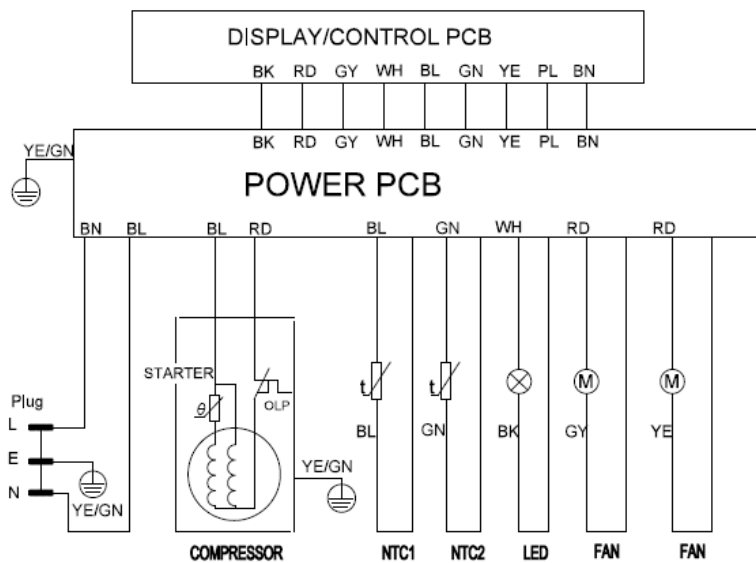 DISPLAY/CONTROL PCB
BK RD GY WH BL GN YE PL BN
BK RD GY WH BL GN YE PL BN
YE/GN
POWER PCB
BN BL BL RD BL GN WH RD RD
STARTER
θ
OLP
t
t
M
M
Plug
L
E
N
YE/GN
YE/GN
BL
GN
BK
GY
YE
COMPRESSOR NTC1 NTC2 LED FAN FAN